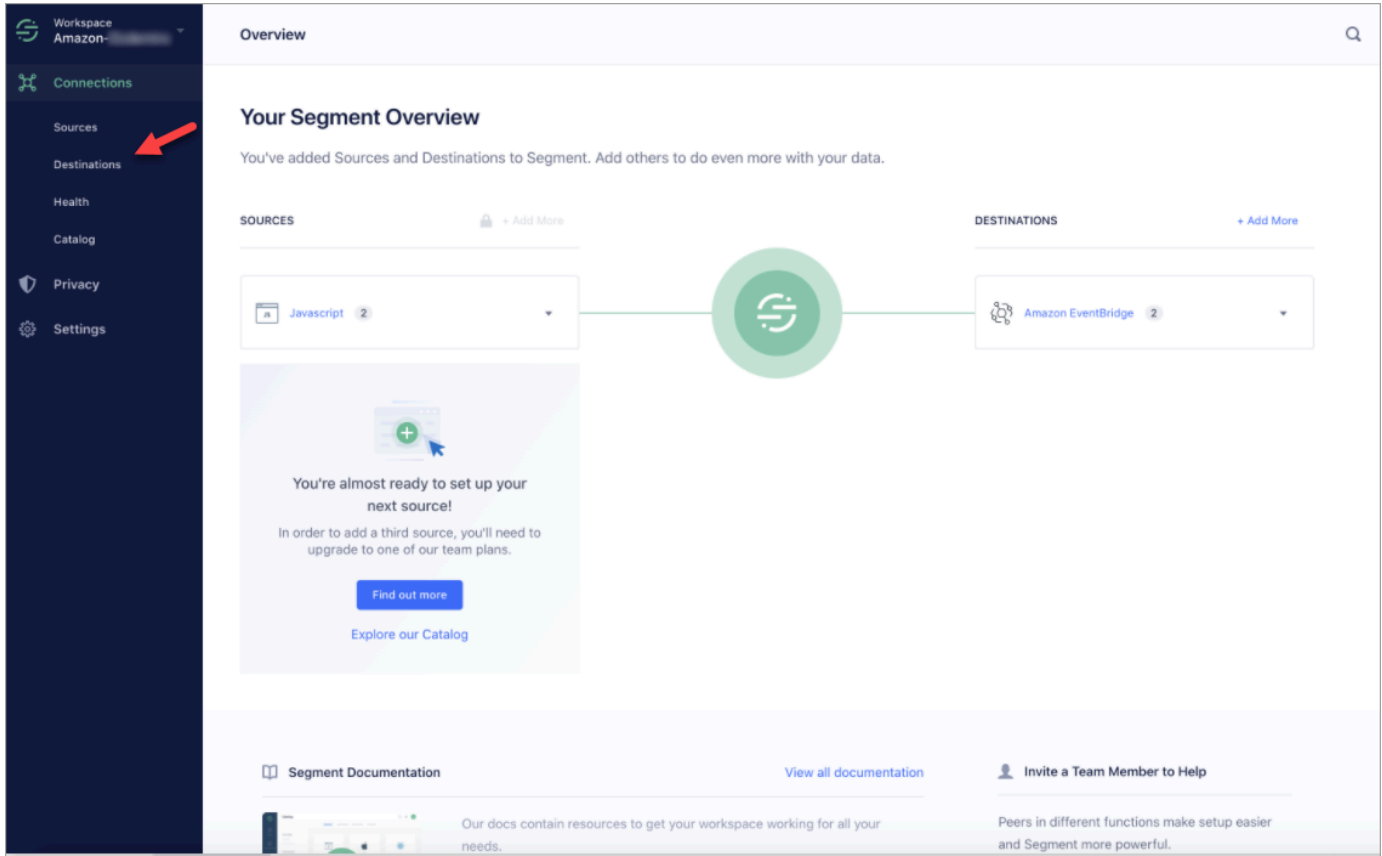 Workspace
Amazon-
Overview
Connections
Sources
Destinations
Health
Catalog
Privacy
Settings
Your Segment Overview
You've added Sources and Destinations to Segment. Add others to do even more with your data.
SOURCES
+ Add More
DESTINATIONS
+ Add More
JS
Javascript 2
Amazon EventBridge 2
You're almost ready to set up your
next source!
In order to add a third source, you'll need to
upgrade to one of our team plans.
Find out more
Explore our Catalog
Segment Documentation
View all documentation
Our docs contain resources to get your workspace working for all your
needs.
Invite a Team Member to Help
Peers in different functions make setup easier
and Segment more powerful.